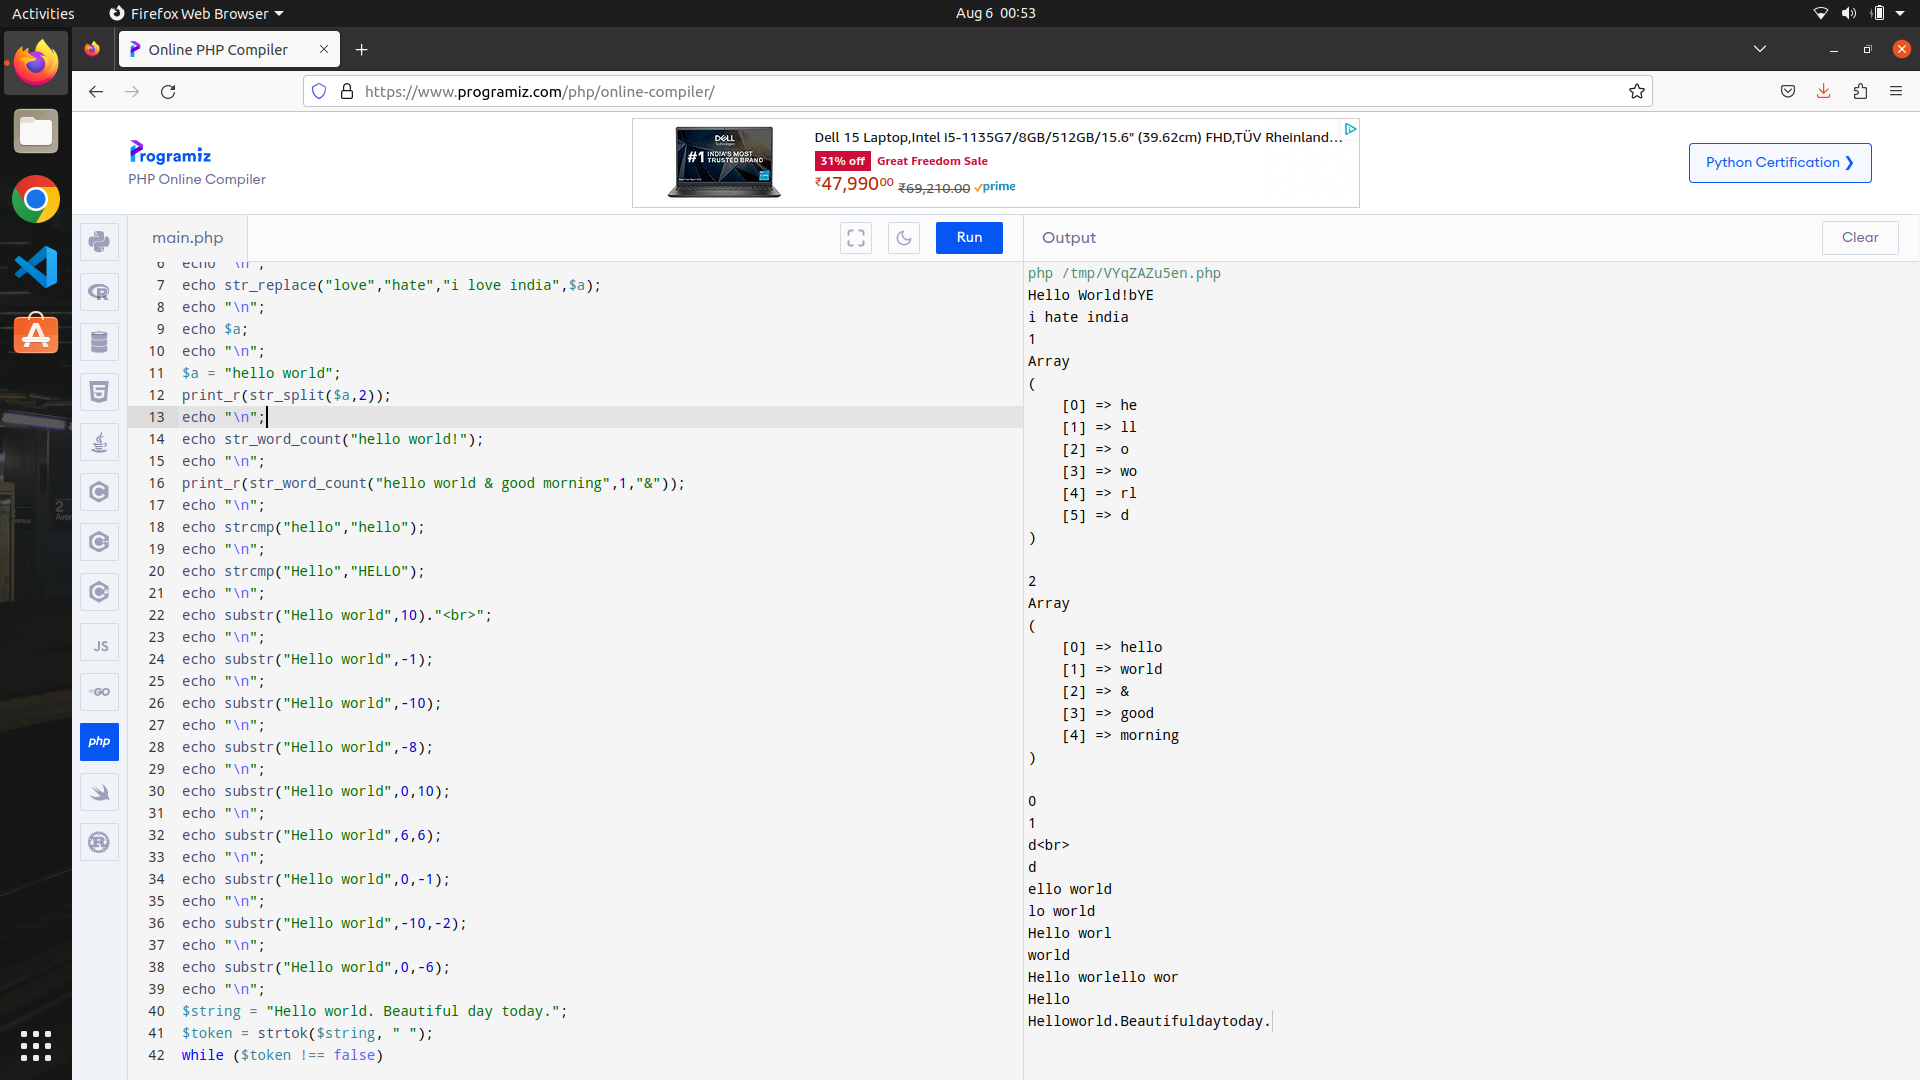 Activities
Firefox Web Browser
Aug 6 00:53
Online PHP Compiler
https://www.programiz.com/php/online-compiler/
Programiz
PHP Online Compiler
DELL
Technologies
#1 INDIA'S MOST
TRUSTED BRAND
Dell 15 Laptop,Intel i5-1135G7/8GB/512GB/15.6" (39.62cm) FHD,TÜV Rheinland...
31% off Great Freedom Sale
₹47,990⁰⁰ ₹69,210.00 prime
Python Certification ❯
main.php
Run
Output
Clear
JS
GO
php
6 echo "\n";
7 echo str_replace("love","hate","i love india",$a);
8 echo "\n";
9 echo $a;
10 echo "\n";
11 $a = "hello world";
12 print_r(str_split($a,2));
13 echo "\n";
14 echo str_word_count("hello world!");
15 echo "\n";
16 print_r(str_word_count("hello world & good morning",1,"&"));
17 echo "\n";
18 echo strcmp("hello","hello");
19 echo "\n";
20 echo strcmp("Hello","HELLO");
21 echo "\n";
22 echo substr("Hello world",10)."<br>";
23 echo "\n";
24 echo substr("Hello world",-1);
25 echo "\n";
26 echo substr("Hello world",-10);
27 echo "\n";
28 echo substr("Hello world",-8);
29 echo "\n";
30 echo substr("Hello world",0,10);
31 echo "\n";
32 echo substr("Hello world",6,6);
33 echo "\n";
34 echo substr("Hello world",0,-1);
35 echo "\n";
36 echo substr("Hello world",-10,-2);
37 echo "\n";
38 echo substr("Hello world",0,-6);
39 echo "\n";
40 $string = "Hello world. Beautiful day today.";
41 $token = strtok($string, " ");
42 while ($token !== false)
php /tmp/VYqZAZu5en.php
Hello World!bYE
i hate india
1
Array
(
[0] => he
[1] => ll
[2] => o
[3] => wo
[4] => rl
[5] => d
)
2
Array
(
[0] => hello
[1] => world
[2] => &
[3] => good
[4] => morning
)
0
1
d<br>
d
ello world
lo world
Hello worl
world
Hello worlello wor
Hello
Helloworld.Beautifuldaytoday.